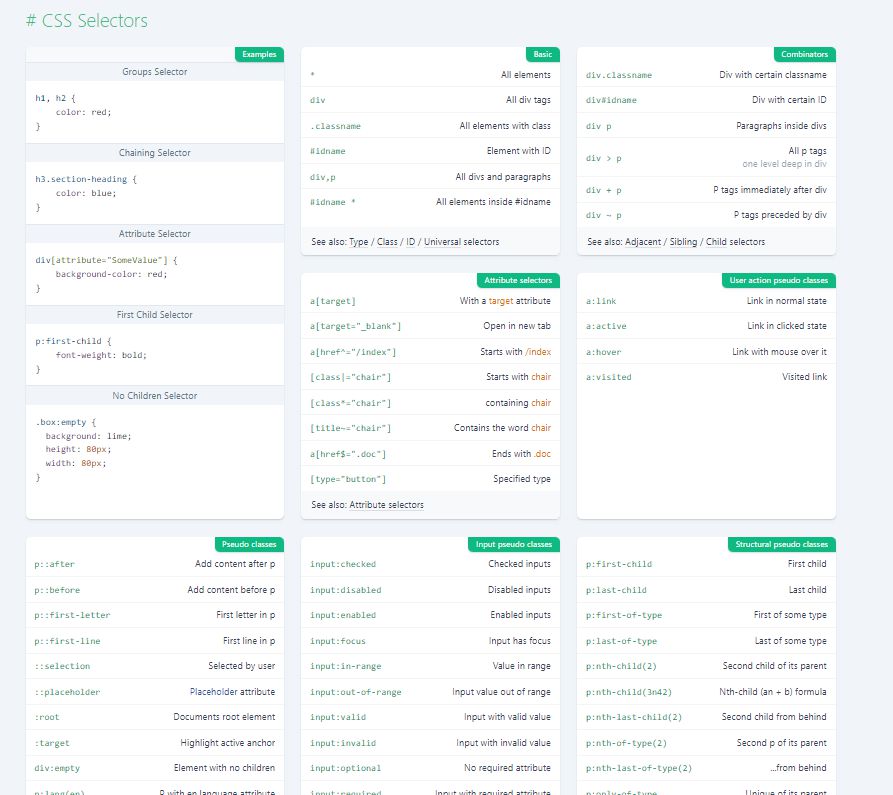 # CSS Selectors
Examples
Groups Selector
h1, h2 {
    color: red;
}
Chaining Selector
h3.section-heading {
    color: blue;
}
Attribute Selector
div[attribute="SomeValue"] {
    background-color: red;
}
First Child Selector
p:first-child {
    font-weight: bold;
}
No Children Selector
.box:empty {
  background: lime;
  height: 80px;
  width: 80px;
}
Basic
* All elements
div All div tags
.classname All elements with class
#idname Element with ID
div,p All divs and paragraphs
#idname * All elements inside #idname
See also: Type / Class / ID / Universal selectors
Combinators
div.classname Div with certain classname
div#idname Div with certain ID
div p Paragraphs inside divs
div > p All p tags
one level deep in div
div + p P tags immediately after div
div ~ p P tags preceded by div
See also: Adjacent / Sibling / Child selectors
Attribute selectors
a[target] With a target attribute
a[target="_blank"] Open in new tab
a[href^="/index"] Starts with /index
[class|="chair"] Starts with chair
[class*="chair"] containing chair
[title~="chair"] Contains the word chair
a[href$=".doc"] Ends with .doc
[type="button"] Specified type
See also: Attribute selectors
User action pseudo classes
a:link Link in normal state
a:active Link in clicked state
a:hover Link with mouse over it
a:visited Visited link
Pseudo classes
p::after Add content after p
p::before Add content before p
p::first-letter First letter in p
p::first-line First line in p
::selection Selected by user
::placeholder Placeholder attribute
:root Documents root element
:target Highlight active anchor
div:empty Element with no children
p:lang(en) P with en language attribute
Input pseudo classes
input:checked Checked inputs
input:disabled Disabled inputs
input:enabled Enabled inputs
input:focus Input has focus
input:in-range Value in range
input:out-of-range Input value out of range
input:valid Input with valid value
input:invalid Input with invalid value
input:optional No required attribute
input:required Input with required attribute
Structural pseudo classes
p:first-child First child
p:last-child Last child
p:first-of-type First of some type
p:last-of-type Last of some type
p:nth-child(2) Second child of its parent
p:nth-child(3n42) Nth-child (an + b) formula
p:nth-last-child(2) Second child from behind
p:nth-of-type(2) Second p of its parent
p:nth-last-of-type(2) ...from behind
p:only-of-type Unique of its parent